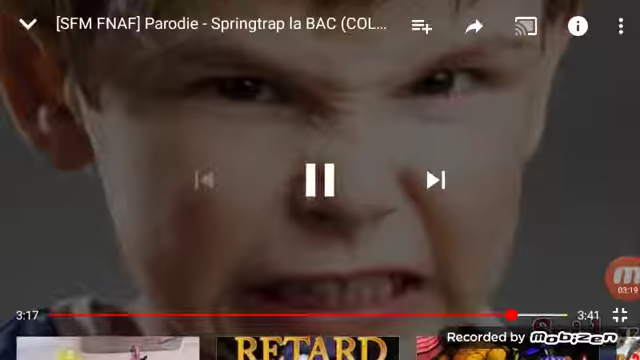 [SFM FNAF] Parodie - Springtrap la BAC (COL...
03:19
3:17
3:41
Recorded by
mobizen
RETARD